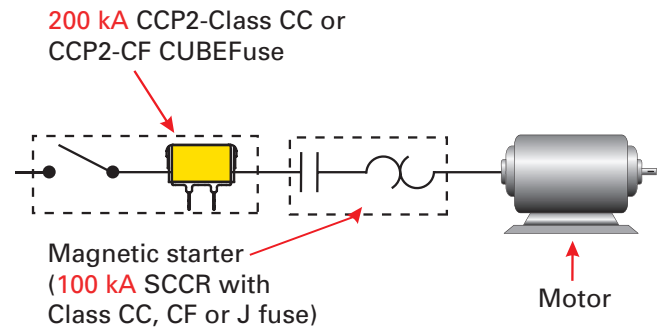 200 kA CCP2-Class CC or
CCP2-CF CUBEFuse
Magnetic starter
(100 kA SCCR with
Class CC, CF or J fuse)
Motor